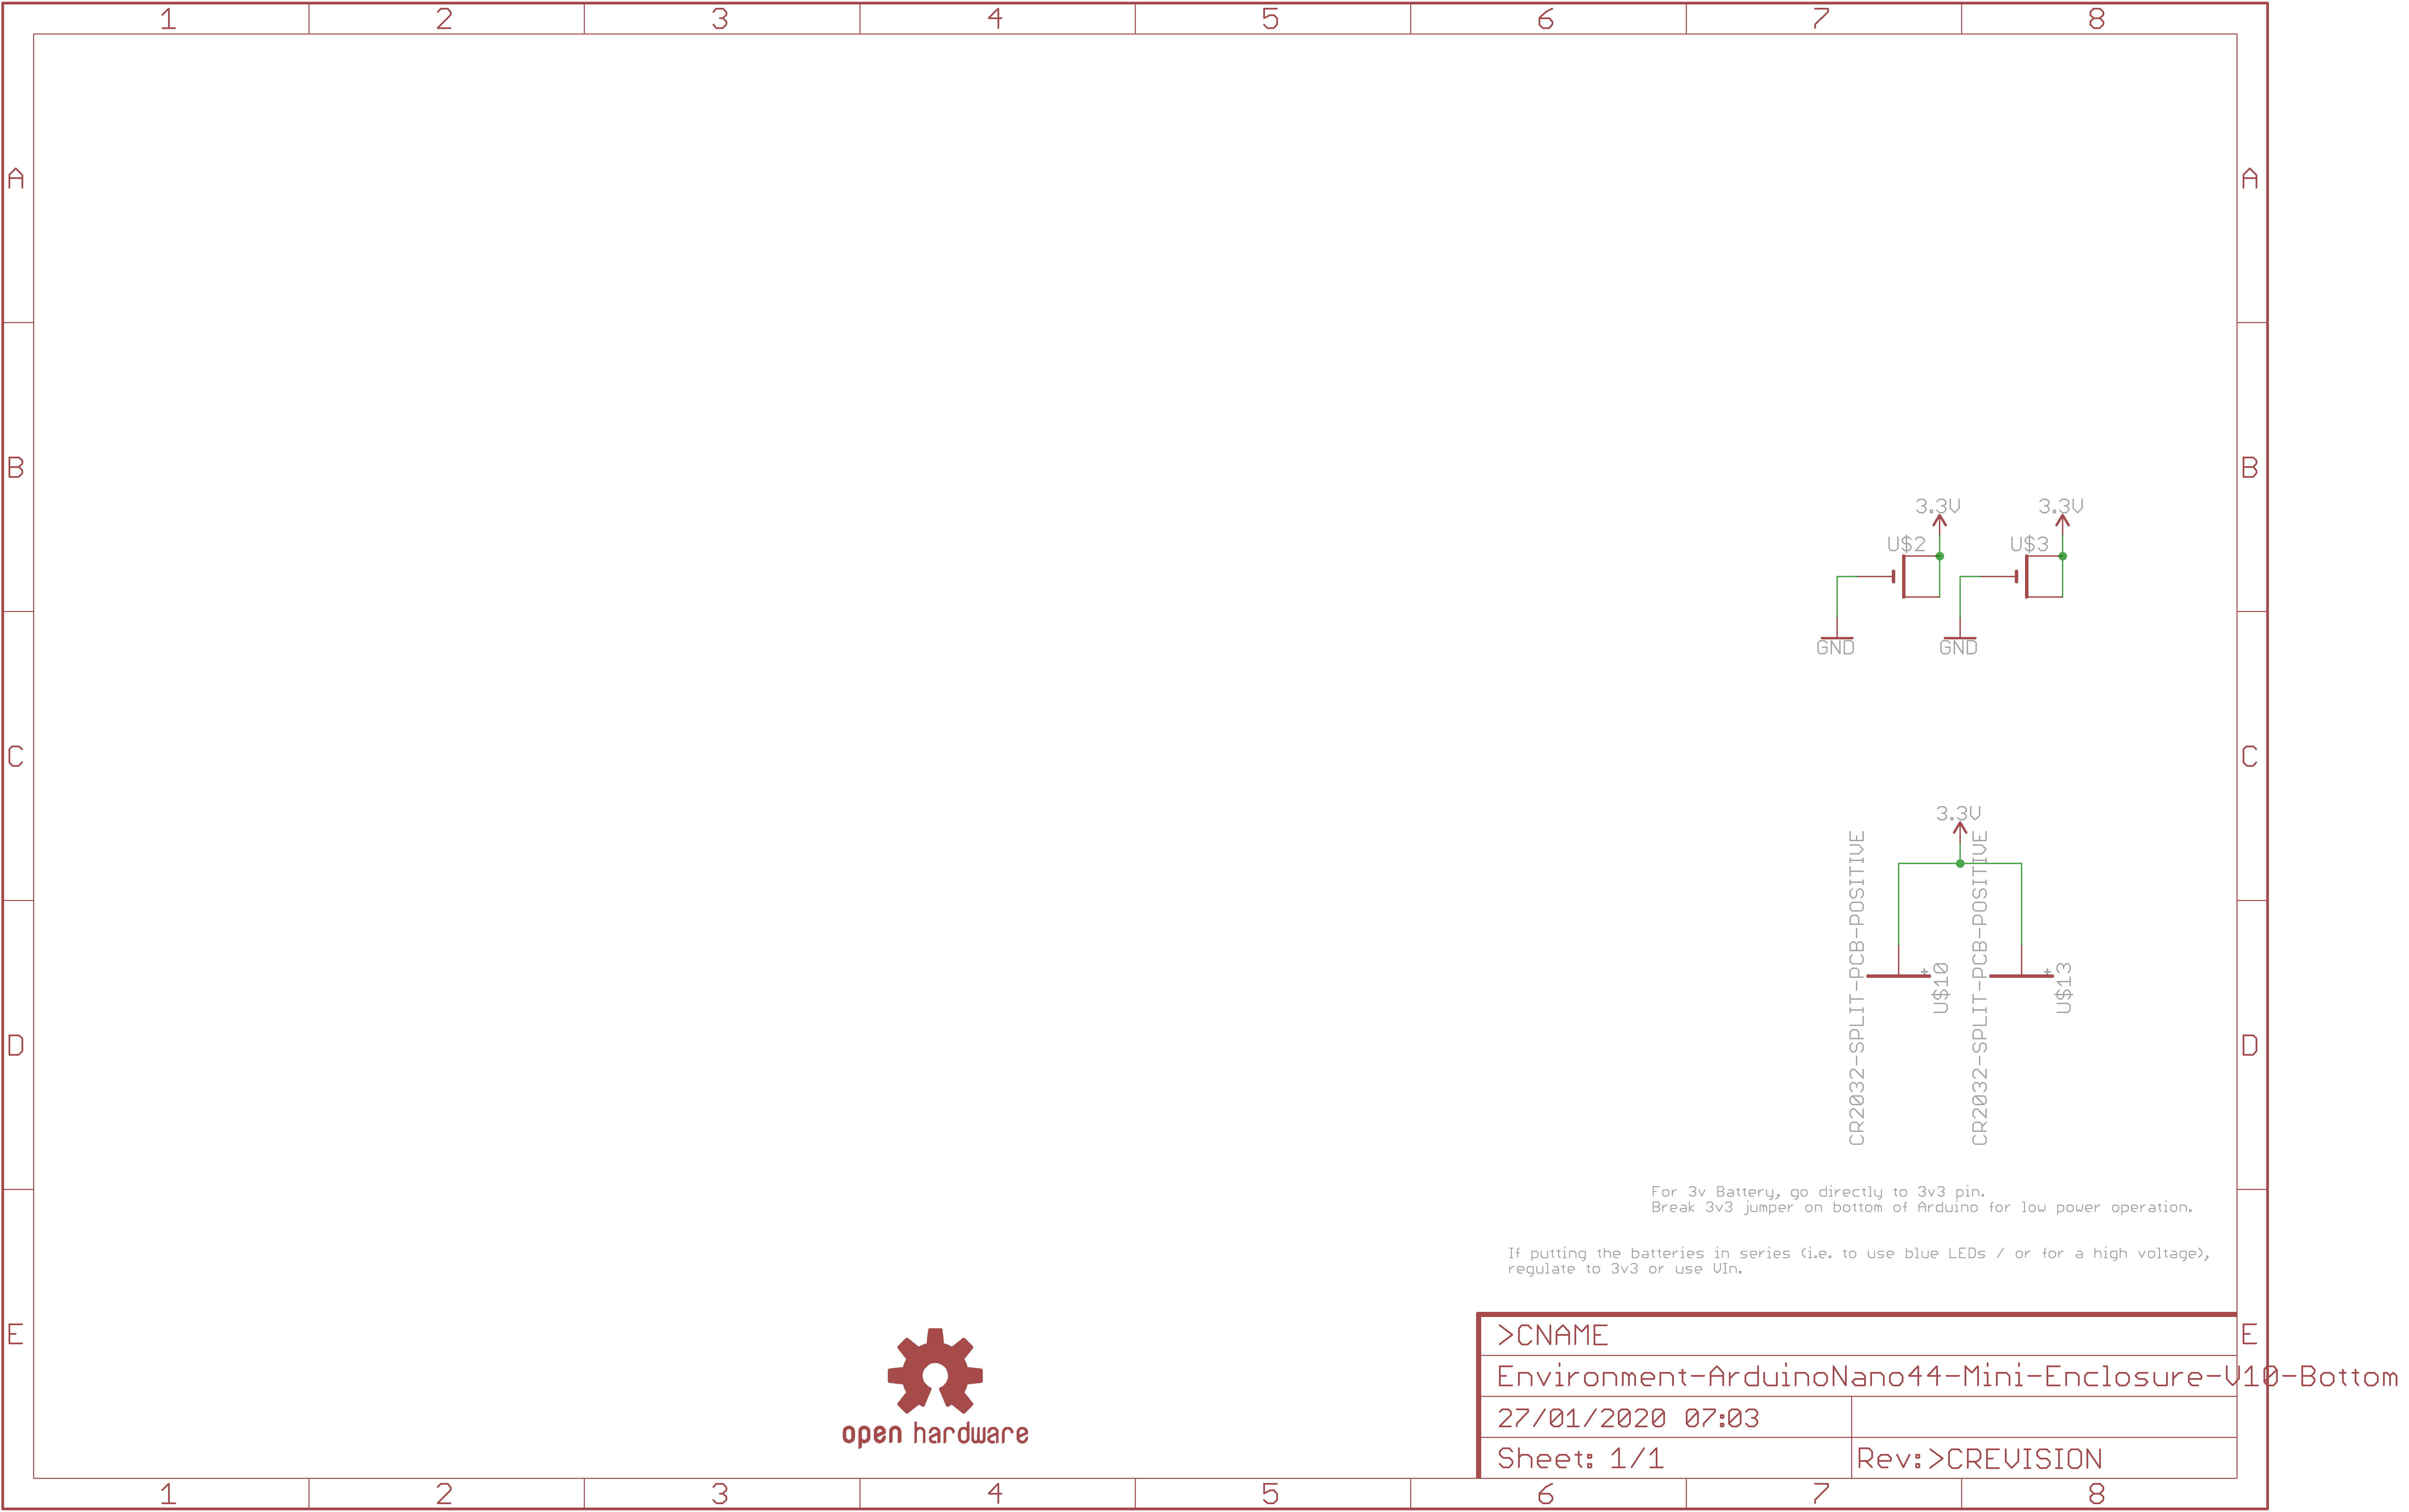 1 2 3 4 5 6 7 8
A A
B B
3.3V 3.3V
U$2 U$3
GND GND
C C
3.3V
CR2032-SPLIT-PCB-POSITIVE
U$10
CR2032-SPLIT-PCB-POSITIVE
U$13
D D
For 3v Battery, go directly to 3v3 pin.
Break 3v3 jumper on bottom of Arduino for low power operation.
If putting the batteries in series (i.e. to use blue LEDs / or for a high voltage),
regulate to 3v3 or use VIn.
E E
>CNAME
Environment-ArduinoNano44-Mini-Enclosure-V10-Bottom
27/01/2020 07:03
Sheet: 1/1 Rev:>CREVISION
open hardware
1 2 3 4 5 6 7 8